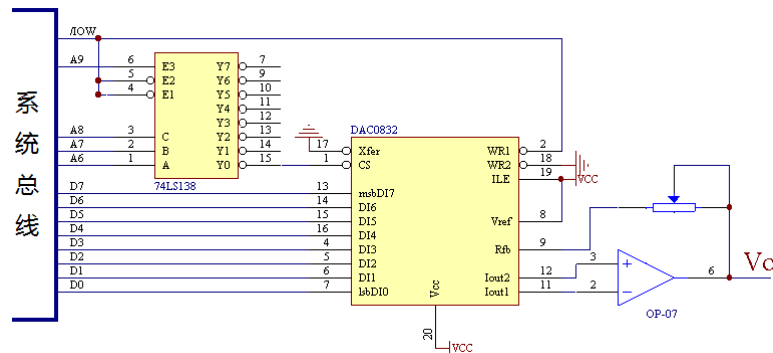 系统总线
/IOW
A9
A8
A7
A6
D7
D6
D5
D4
D3
D2
D1
D0
6 E3 Y7 7
5 E2 Y6 9
4 E1 Y5 10
Y4 11
Y3 12
3 C Y2 13
2 B Y1 14
1 A Y0 15
74LS138
DAC0832
17 Xfer WR1 2
1 CS WR2 18
ILE 19
VCC
13 msbDI7
14 DI6
15 DI5 Vref 8
16 DI4
4 DI3 Rfb 9
5 DI2 Iout2 12
6 DI1
7 lsbDI0 Iout1 11
Vcc
20
VCC
3 +
2 −
6
OP-07